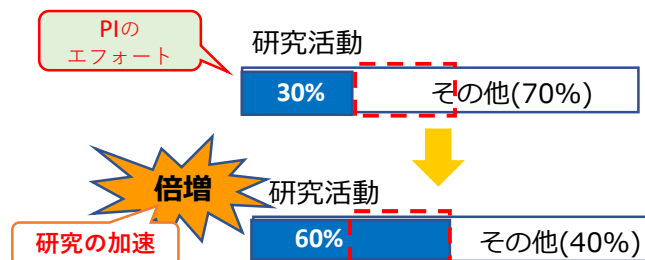 PIの
エフォート
研究活動
30%
その他(70%)
倍増
研究活動
研究の加速
60%
その他(40%)